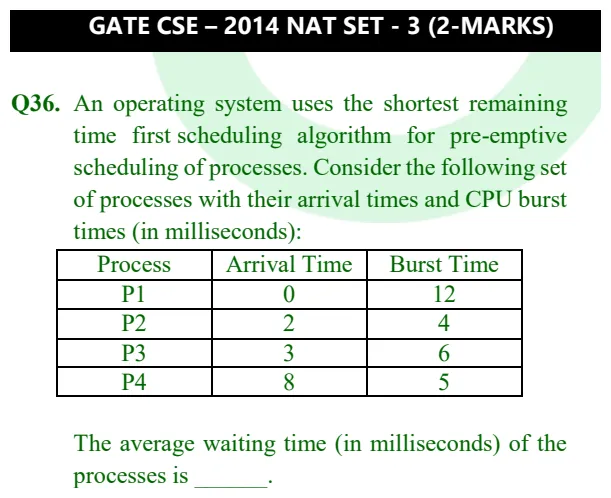 GATE CSE – 2014 NAT SET - 3 (2-MARKS)
Q36. An operating system uses the shortest remaining
time first scheduling algorithm for pre-emptive
scheduling of processes. Consider the following set
of processes with their arrival times and CPU burst
times (in milliseconds):
Process Arrival Time Burst Time
P1 0 12
P2 2 4
P3 3 6
P4 8 5
The average waiting time (in milliseconds) of the
processes is ______.